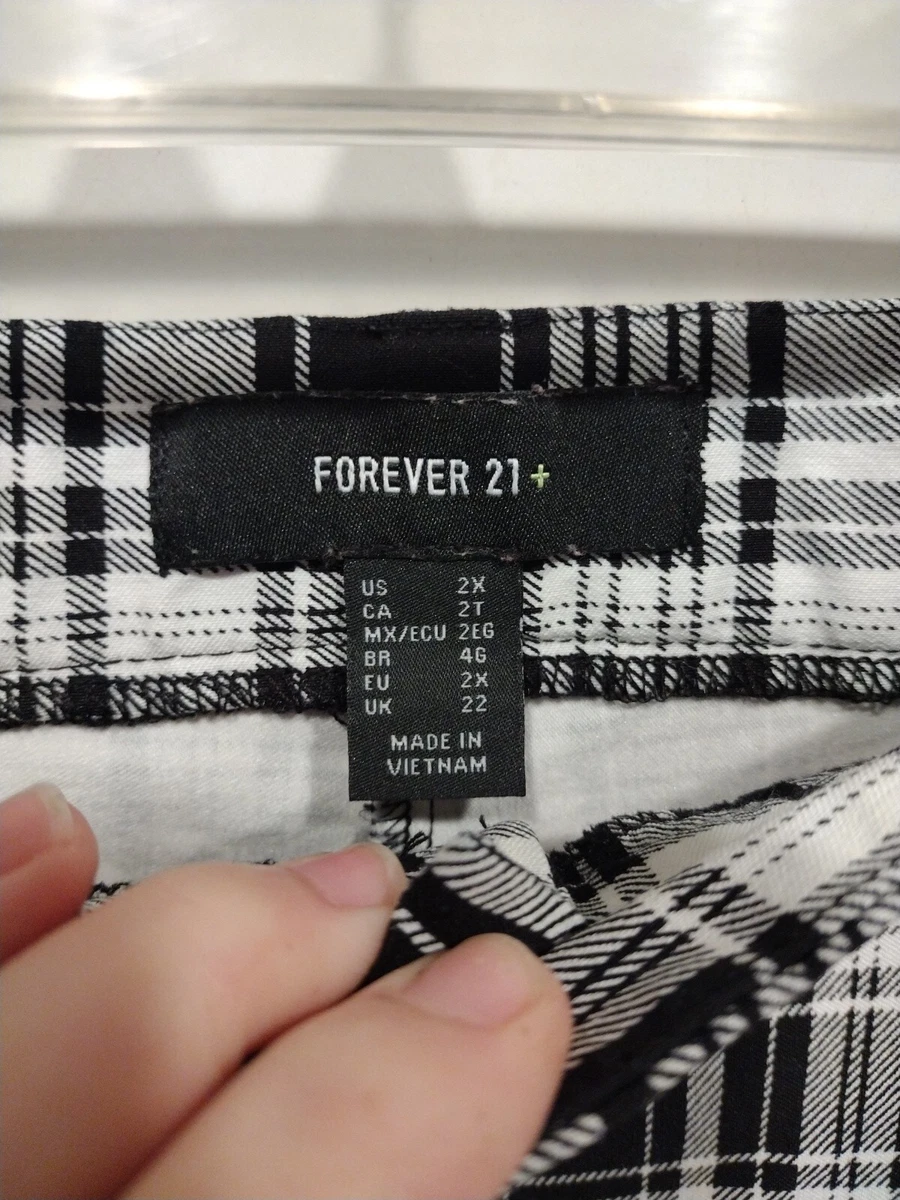 FOREVER 21+
US 2X
CA 2T
MX/ECU 2EG
BR 4G
EU 2X
UK 22
MADE IN
VIETNAM